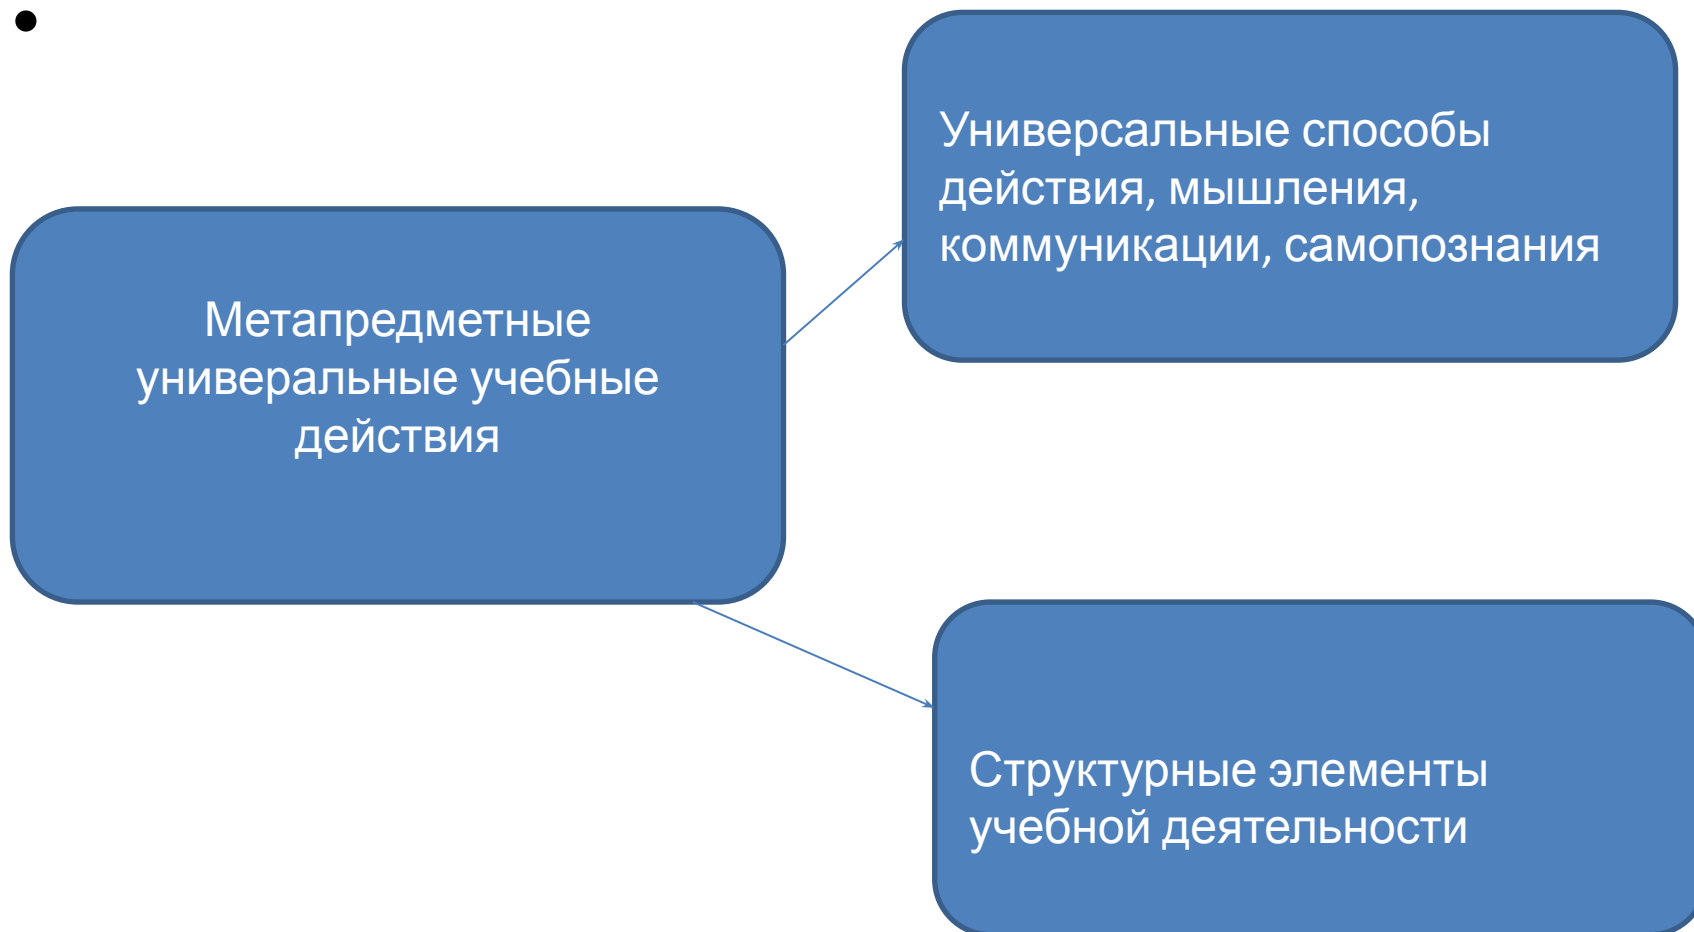 Метапредметные
универальные учебные
действия
Универсальные способы
действия, мышления,
коммуникации, самопознания
Структурные элементы
учебной деятельности